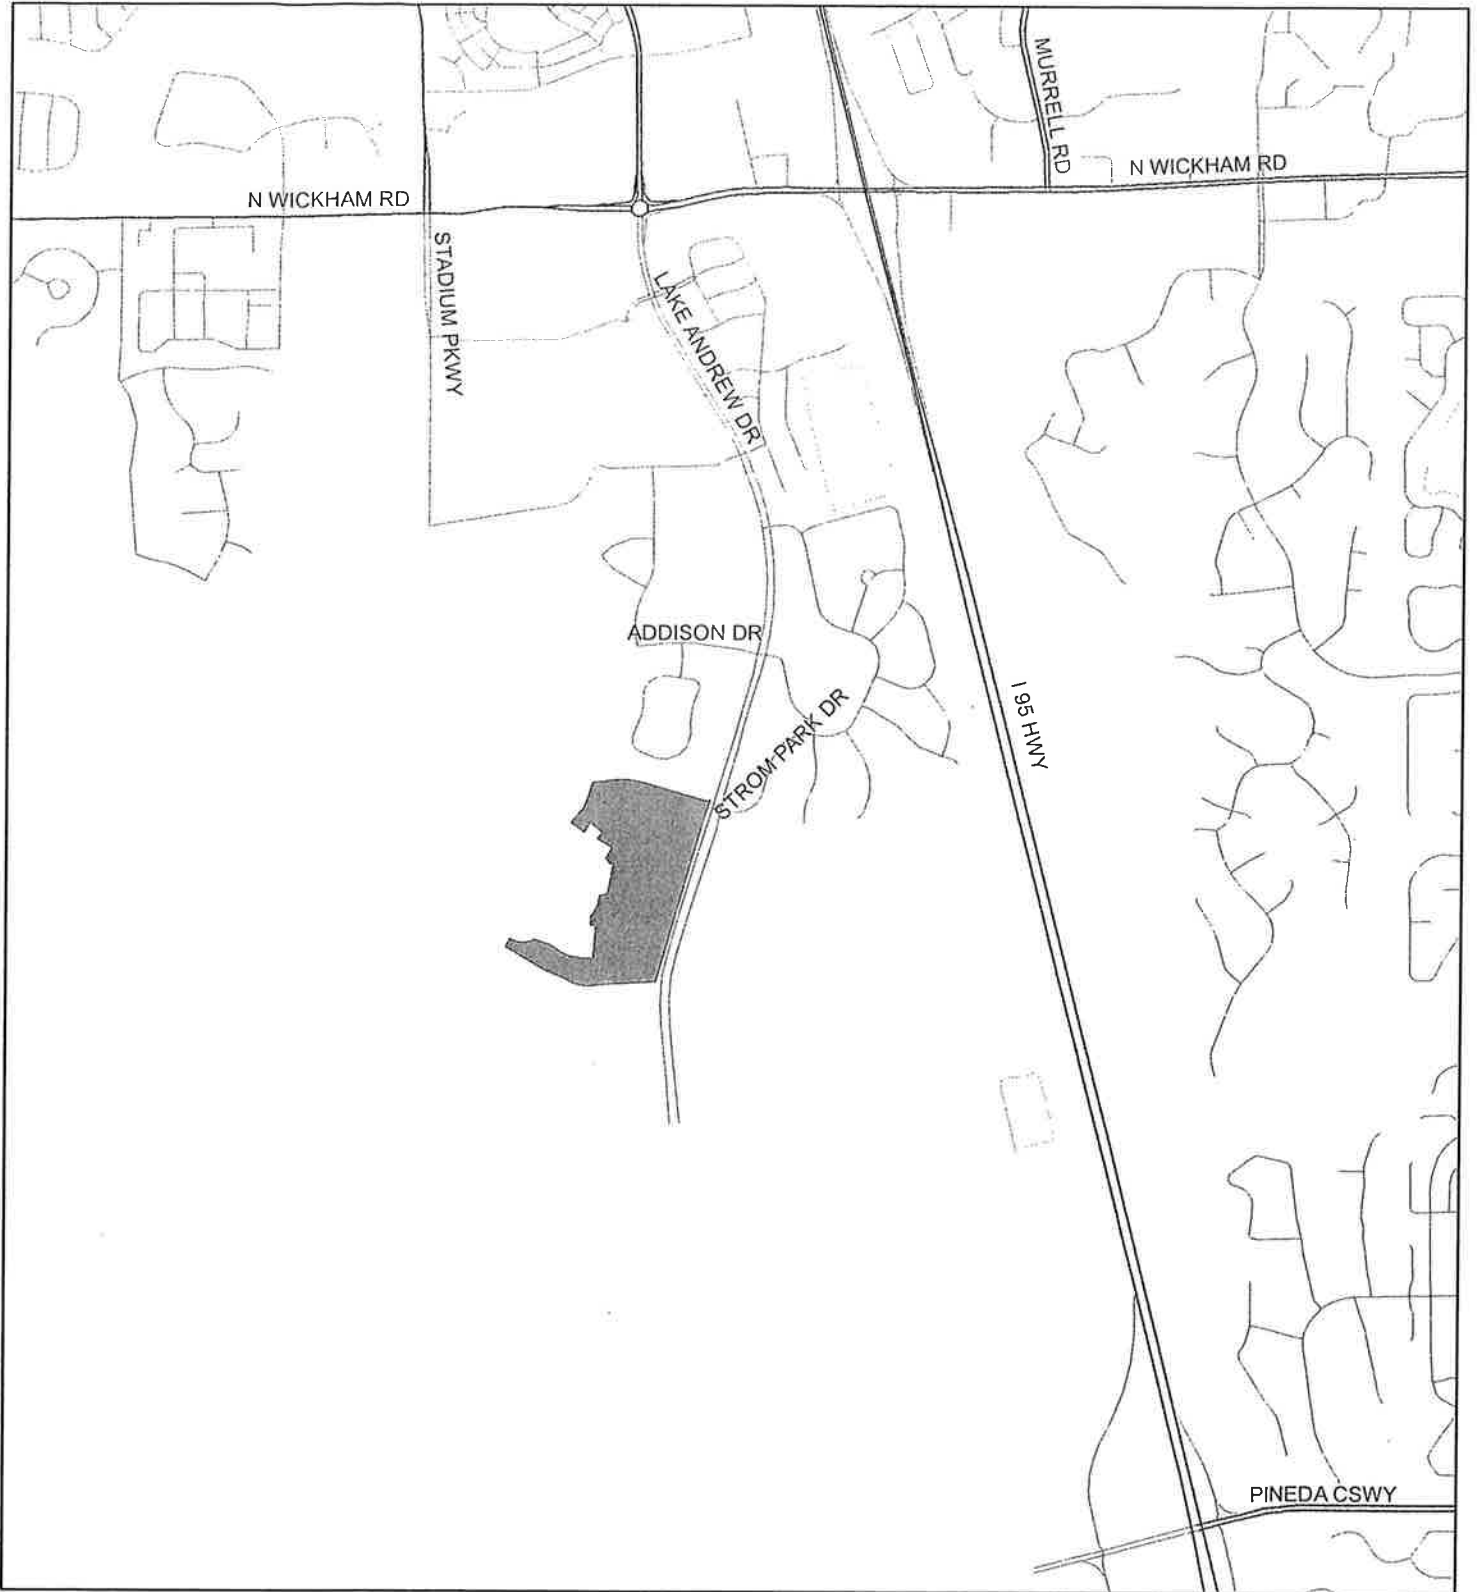 MURRELL RD
N WICKHAM RD
N WICKHAM RD
STADIUM PKWY
LAKE ANDREW DR
ADDISON DR
STROM PARK DR
I 95 HWY
PINEDA CSWY